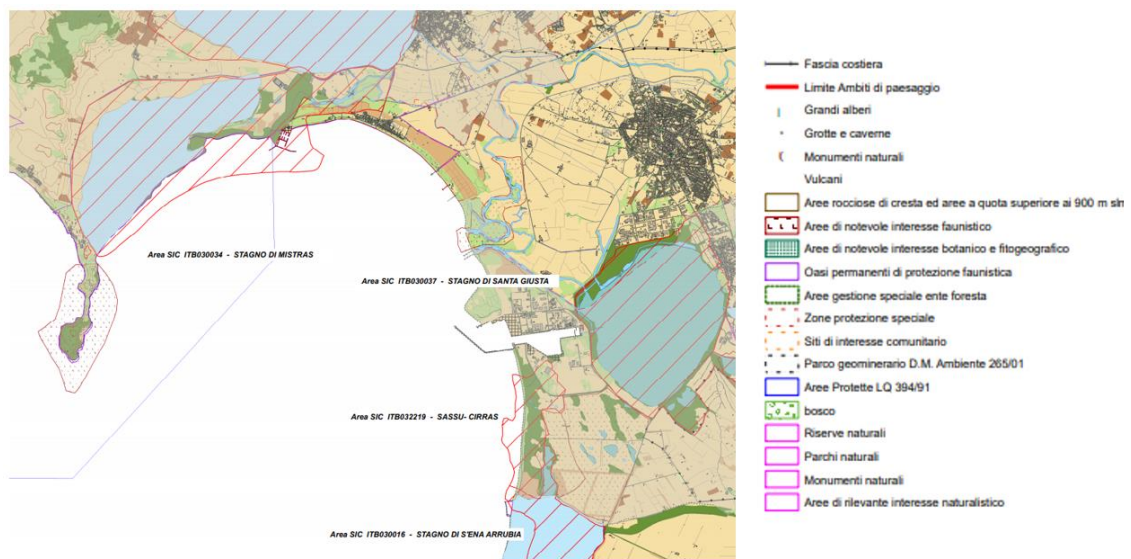 Area SIC ITB030034 - STAGNO DI MISTRAS
Area SIC ITB030037 - STAGNO DI SANTA GIUSTA
Area SIC ITB032219 - SASSU- CIRRAS
Area SIC ITB030016 - STAGNO DI S'ENA ARRUBIA
Fascia costiera
Limite Ambiti di paesaggio
Grandi alberi
Grotte e caverne
Monumenti naturali
Vulcani
Aree rocciose di cresta ed aree a quota superiore ai 900 m slm
Aree di notevole interesse faunistico
Aree di notevole interesse botanico e fitogeografico
Oasi permanenti di protezione faunistica
Aree gestione speciale ente foresta
Zone protezione speciale
Siti di interesse comunitario
Parco geominerario D.M. Ambiente 265/01
Aree Protette LQ 394/91
bosco
Riserve naturali
Parchi naturali
Monumenti naturali
Aree di rilevante interesse naturalistico